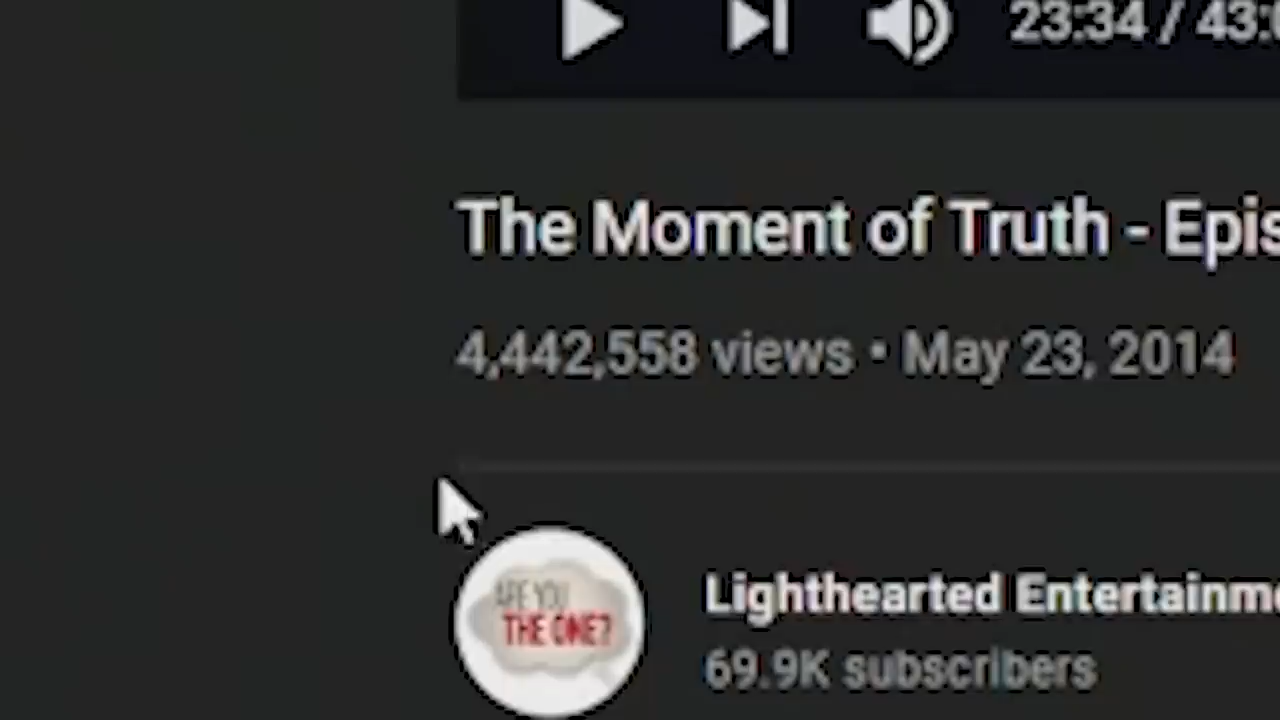 23:34 / 43:
The Moment of Truth - Epis
4,442,558 views • May 23, 2014
ARE YOU
THE ONE?
Lighthearted Entertainme
69.9K subscribers